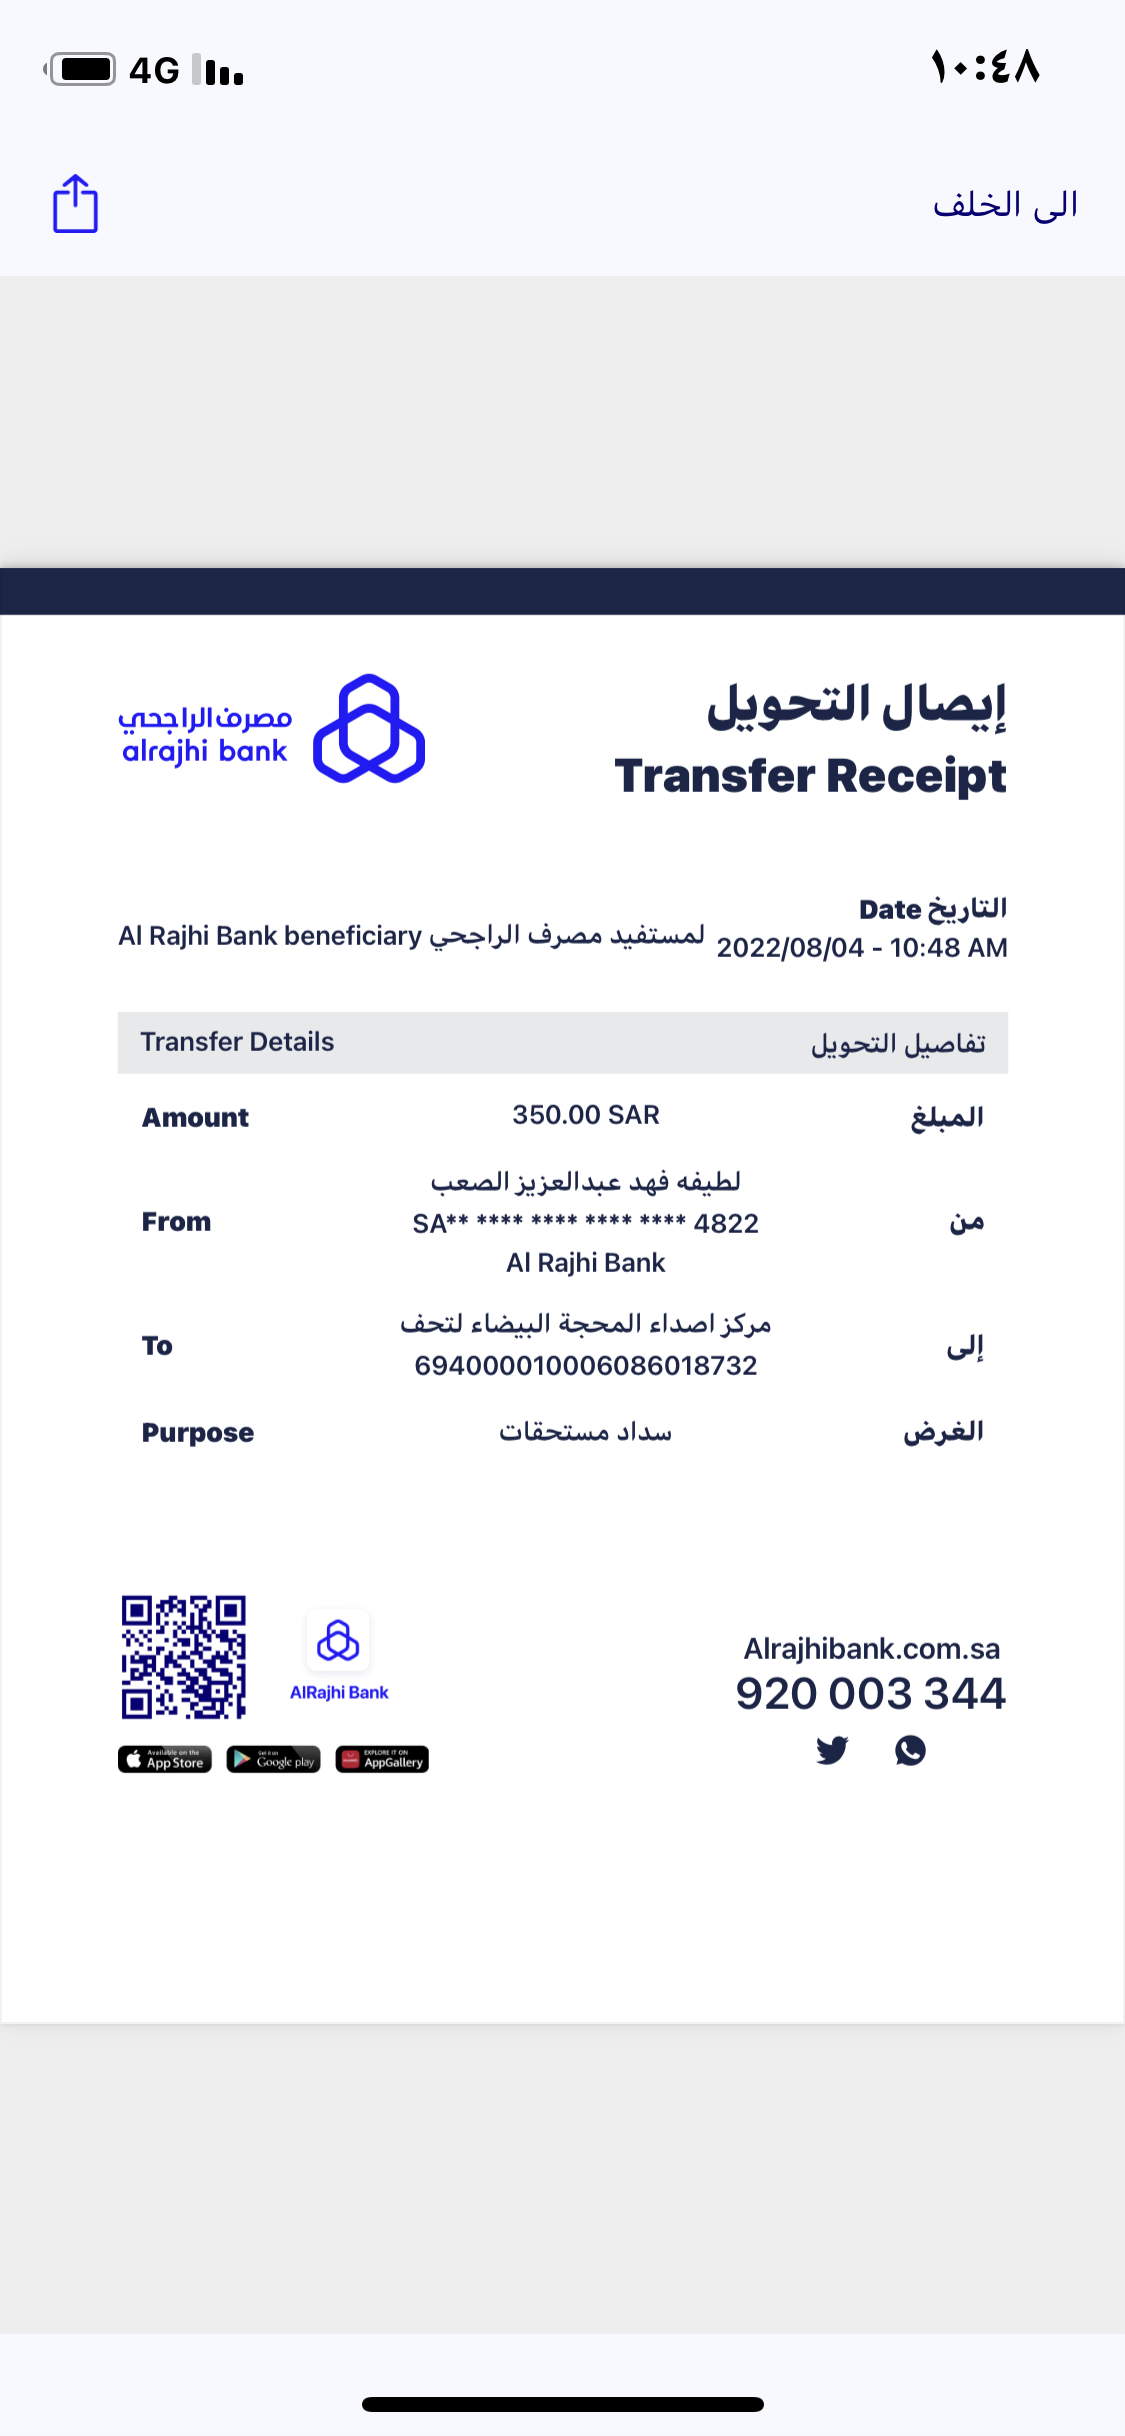 4G
١٠:٤٨
الى الخلف
مصرف الراجحي
alrajhi bank
إيصال التحويل
Transfer Receipt
التاريخ Date
2022/08/04 - 10:48 AM
لمستفيد مصرف الراجحي Al Rajhi Bank beneficiary
Transfer Details تفاصيل التحويل
Amount 350.00 SAR المبلغ
لطيفه فهد عبدالعزيز الصعب
From SA** **** **** **** **** 4822 من
Al Rajhi Bank
مركز اصداء المحجة البيضاء لتحف
To إلى
694000010006086018732
Purpose سداد مستحقات الغرض
AlRajhi Bank
Available on the
App Store
Get it on
Google play
EXPLORE IT ON
AppGallery
Alrajhibank.com.sa
920 003 344